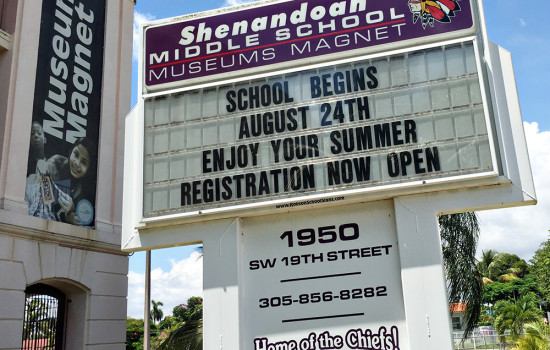 Museum
Magnet
Shenandoah
MIDDLE SCHOOL
MUSEUMS MAGNET
SCHOOL BEGINS
AUGUST 24TH
ENJOY YOUR SUMMER
REGISTRATION NOW OPEN
1950
SW 19TH STREET
305-856-8282
Home of the Chiefs!